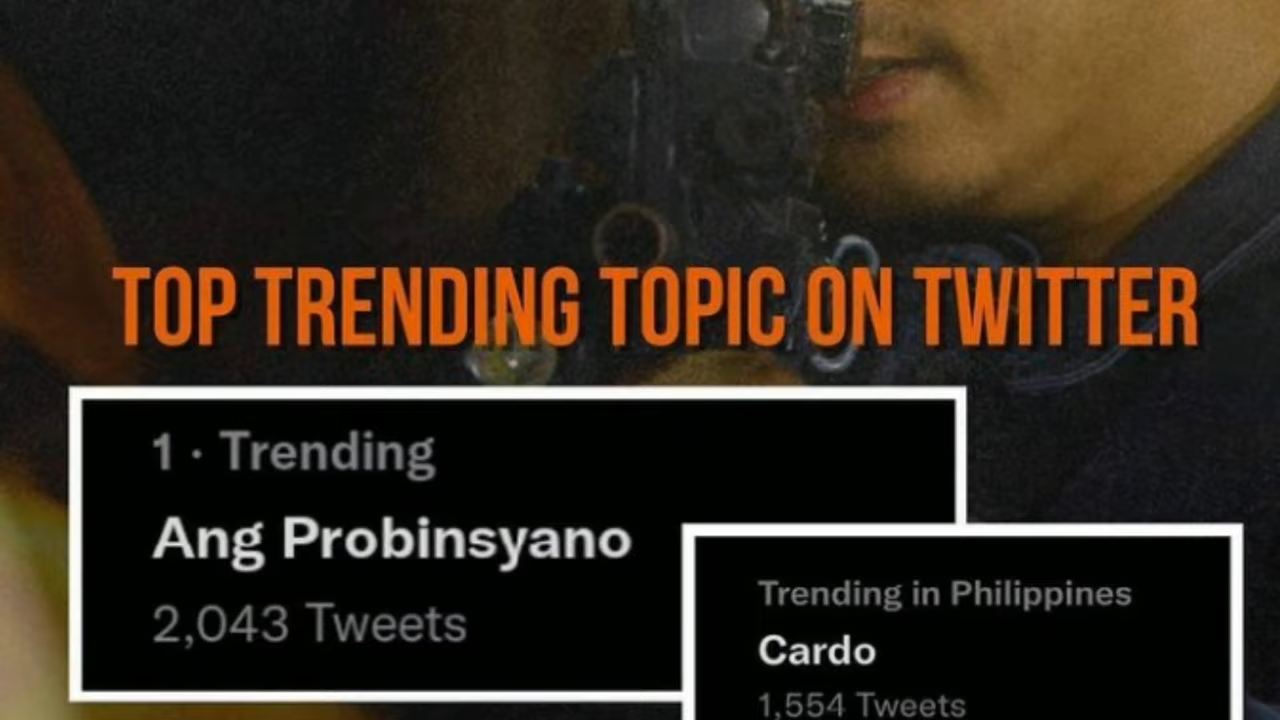 TOP TRENDING TOPIC ON TWITTER
1 · Trending
Ang Probinsyano
2,043 Tweets
Trending in Philippines
Cardo
1,554 Tweets